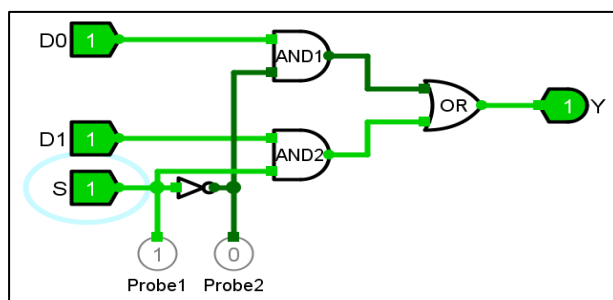 D0 1 AND1
OR 1 Y
D1 1 AND2
S 1
1 0
Probe1 Probe2